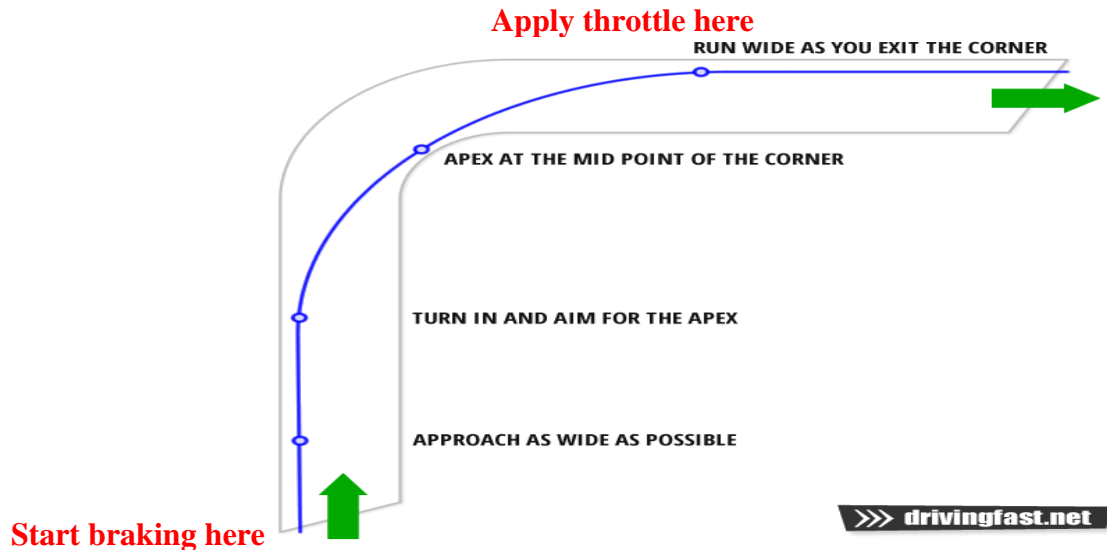 Apply throttle here
RUN WIDE AS YOU EXIT THE CORNER
APEX AT THE MID POINT OF THE CORNER
TURN IN AND AIM FOR THE APEX
APPROACH AS WIDE AS POSSIBLE
Start braking here
>>> drivingfast.net